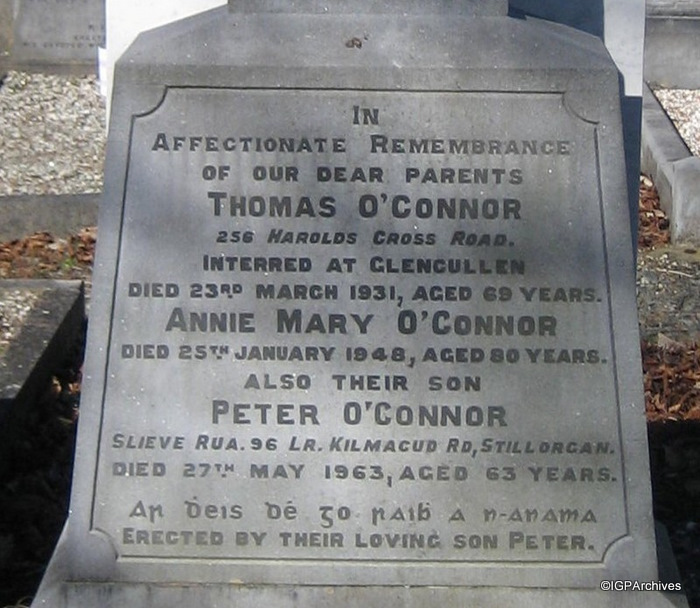 In
Affectionate Remembrance
of our dear parents
Thomas O'Connor
256 Harolds Cross Road.
Interred at Glencullen
Died 23rd March 1931, aged 69 years.
Annie Mary O'Connor
Died 25th January 1948, aged 80 years.
also their son
Peter O'Connor
Slieve Rua. 96 Lr. Kilmacud Rd, Stillorgan.
Died 27th May 1963, aged 63 years.
Ar ḋeis dé go raiḃ a n-anama
Erected by their loving son Peter.
©IGPArchives